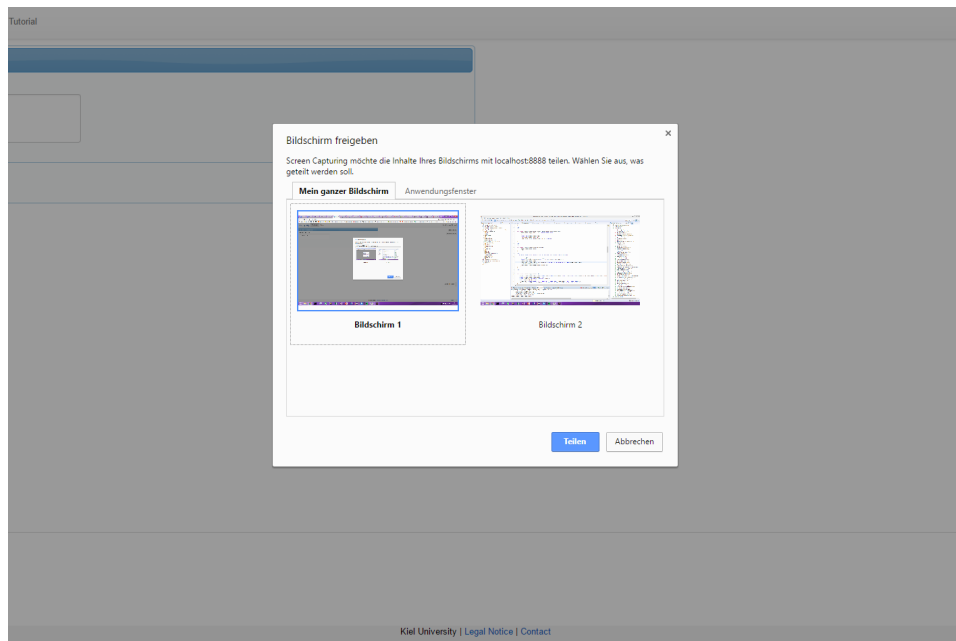 Tutorial
Bildschirm freigeben
Screen Capturing möchte die Inhalte Ihres Bildschirms mit localhost:8888 teilen. Wählen Sie aus, was
geteilt werden soll.
Mein ganzer Bildschirm Anwendungsfenster
Bildschirm 1 Bildschirm 2
Teilen Abbrechen
Kiel University | Legal Notice | Contact